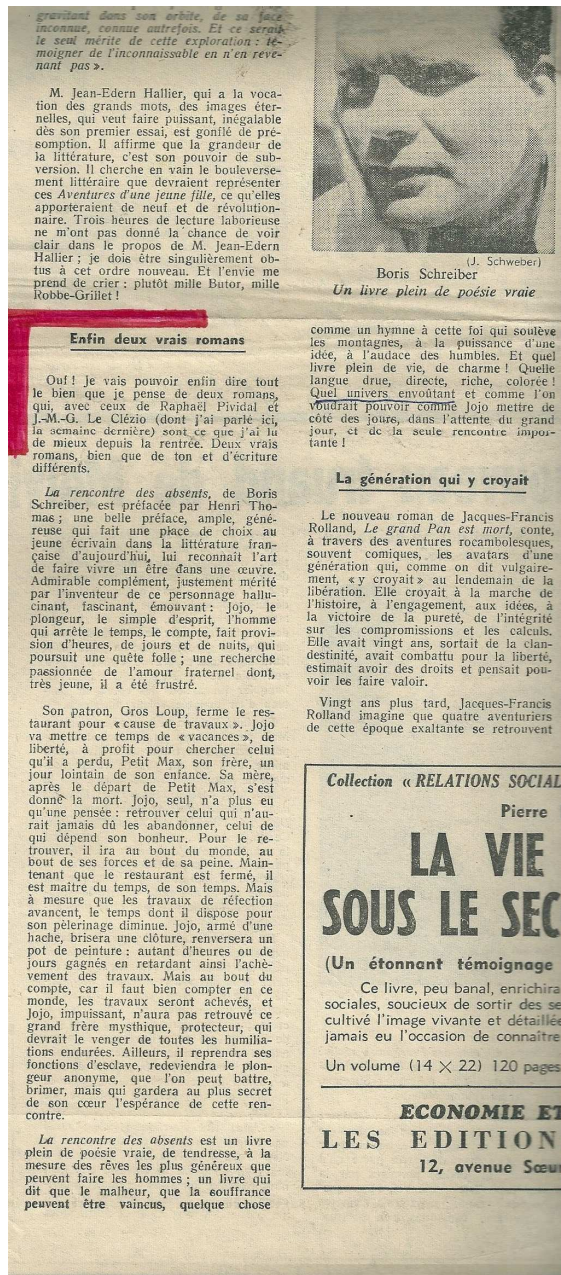 gravitant dans son orbite, de sa face
inconnue, connue autrefois. Et ce serait
le seul mérite de cette exploration : té-
moigner de l'inconnaissable en n'en reve-
nant pas ».
M. Jean-Edern Hallier, qui a la voca-
tion des grands mots, des images éter-
nelles, qui veut faire puissant, inégalable
dès son premier essai, est gonflé de pré-
somption. Il affirme que la grandeur de
la littérature, c'est son pouvoir de sub-
version. Il cherche en vain le bouleverse-
ment littéraire que devraient représenter
ces Aventures d'une jeune fille, ce qu'elles
apporteraient de neuf et de révolution-
naire. Trois heures de lecture laborieuse
ne m'ont pas donné la chance de voir
clair dans le propos de M. Jean-Edern
Hallier ; je dois être singulièrement ob-
tus à cet ordre nouveau. Et l'envie me
prend de crier : plutôt mille Butor, mille
Robbe-Grillet !
(J. Schweber)
Boris Schreiber
Un livre plein de poésie vraie
Enfin deux vrais romans
Ouf ! Je vais pouvoir enfin dire tout
le bien que je pense de deux romans,
qui, avec ceux de Raphaël Pividal et
J.-M.-G. Le Clézio (dont j'ai parlé ici,
la semaine dernière) sont ce que j'ai lu
de mieux depuis la rentrée. Deux vrais
romans, bien que de ton et d'écriture
différents.
La rencontre des absents, de Boris
Schreiber, est préfacée par Henri Tho-
mas ; une belle préface, ample, géné-
reuse qui fait une place de choix au
jeune écrivain dans la littérature fran-
çaise d'aujourd'hui, lui reconnaît l'art
de faire vivre un être dans une œuvre.
Admirable complément, justement mérité
par l'inventeur de ce personnage hallu-
cinant, fascinant, émouvant : Jojo, le
plongeur, le simple d'esprit, l'homme
qui arrête le temps, le compte, fait provi-
sion d'heures, de jours et de nuits, qui
poursuit une quête folle ; une recherche
passionnée de l'amour fraternel dont,
très jeune, il a été frustré.
Son patron, Gros Loup, ferme le res-
taurant pour « cause de travaux ». Jojo
va mettre ce temps de « vacances », de
liberté, à profit pour chercher celui
qu'il a perdu, Petit Max, son frère, un
jour lointain de son enfance. Sa mère,
après le départ de Petit Max, s'est
donné la mort. Jojo, seul, n'a plus eu
qu'une pensée : retrouver celui qui n'au-
rait jamais dû les abandonner, celui de
qui dépend son bonheur. Pour le re-
trouver, il ira au bout du monde, au
bout de ses forces et de sa peine. Main-
tenant que le restaurant est fermé, il
est maître du temps, de son temps. Mais
à mesure que les travaux de réfection
avancent, le temps dont il dispose pour
son pèlerinage diminue. Jojo, armé d'une
hache, brisera une clôture, renversera un
pot de peinture : autant d'heures ou de
jours gagnés en retardant ainsi l'achè-
vement des travaux. Mais au bout du
compte, car il faut bien compter en ce
monde, les travaux seront achevés, et
Jojo, impuissant, n'aura pas retrouvé ce
grand frère mysthique, protecteur, qui
devrait le venger de toutes les humilia-
tions endurées. Ailleurs, il reprendra ses
fonctions d'esclave, redeviendra le plon-
geur anonyme, que l'on peut battre,
brimer, mais qui gardera au plus secret
de son cœur l'espérance de cette ren-
contre.
La rencontre des absents est un livre
plein de poésie vraie, de tendresse, à la
mesure des rêves les plus généreux que
peuvent faire les hommes ; un livre qui
dit que le malheur, que la souffrance
peuvent être vaincus, quelque chose
comme un hymne à cette foi qui soulève
les montagnes, à la puissance d'une
idée, à l'audace des humbles. Et quel
livre plein de vie, de charme ! Quelle
langue drue, directe, riche, colorée !
Quel univers envoûtant et comme l'on
voudrait pouvoir comme Jojo mettre de
côté des jours, dans l'attente du grand
jour, et de la seule rencontre impor-
tante !
La génération qui y croyait
Le nouveau roman de Jacques-Francis
Rolland, Le grand Pan est mort, conte,
à travers des aventures rocambolesques,
souvent comiques, les avatars d'une
génération qui, comme on dit vulgaire-
ment, « y croyait » au lendemain de la
libération. Elle croyait à la marche de
l'histoire, à l'engagement, aux idées, à
la victoire de la pureté, de l'intégrité
sur les compromissions et les calculs.
Elle avait vingt ans, sortait de la clan-
destinité, avait combattu pour la liberté,
estimait avoir des droits et pensait pou-
voir les faire valoir.
Vingt ans plus tard, Jacques-Francis
Rolland imagine que quatre aventuriers
de cette époque exaltante se retrouvent
Collection « RELATIONS SOCIAL
Pierre
LA VIE
SOUS LE SEC
(Un étonnant témoignage
Ce livre, peu banal, enrichira
sociales, soucieux de sortir des se
cultivé l'image vivante et détaillée
jamais eu l'occasion de connaître
Un volume (14 × 22) 120 pages
ECONOMIE ET
LES EDITION
12, avenue Sœu